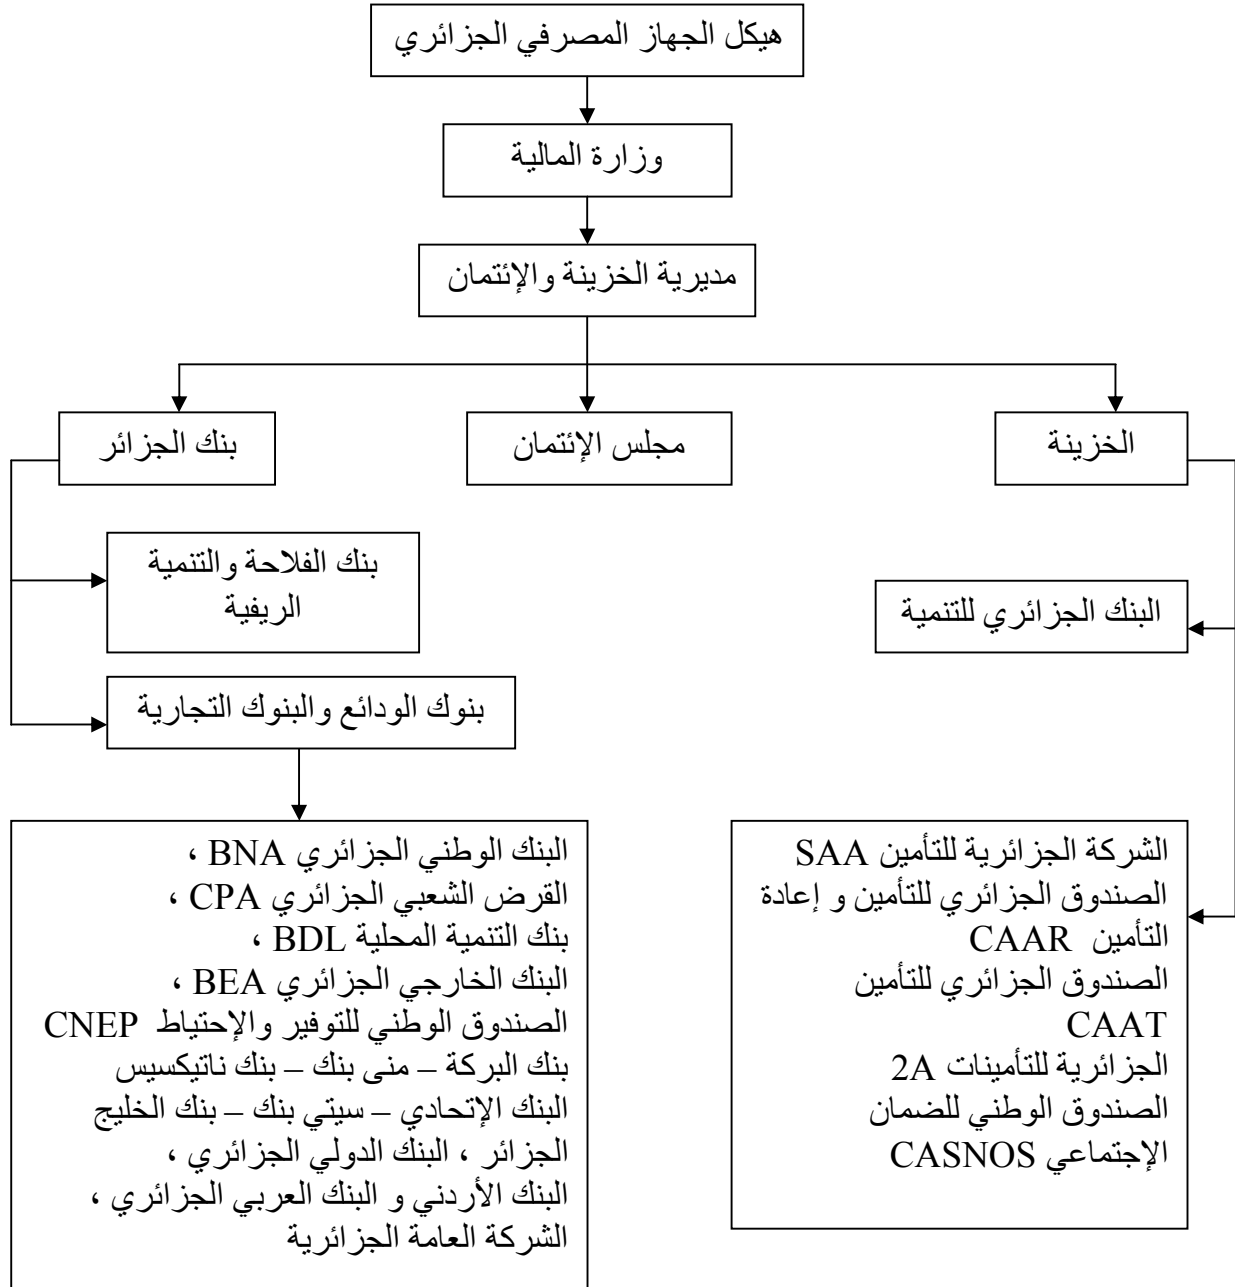 هيكل الجهاز المصرفي الجزائري
وزارة المالية
مديرية الخزينة والإئتمان
الخزينة
مجلس الإئتمان
بنك الجزائر
بنك الفلاحة والتنمية
الريفية
البنك الجزائري للتنمية
بنوك الودائع والبنوك التجارية
الشركة الجزائرية للتأمين SAA
الصندوق الجزائري للتأمين و إعادة
التأمين CAAR
الصندوق الجزائري للتأمين
CAAT
الجزائرية للتأمينات 2A
الصندوق الوطني للضمان
الإجتماعي CASNOS
البنك الوطني الجزائري BNA ،
القرض الشعبي الجزائري CPA ،
بنك التنمية المحلية BDL ،
البنك الخارجي الجزائري BEA ،
الصندوق الوطني للتوفير والإحتياط CNEP
بنك البركة – منى بنك – بنك ناتيكسيس
البنك الإتحادي – سيتي بنك – بنك الخليج
الجزائر ، البنك الدولي الجزائري ،
البنك الأردني و البنك العربي الجزائري ،
الشركة العامة الجزائرية